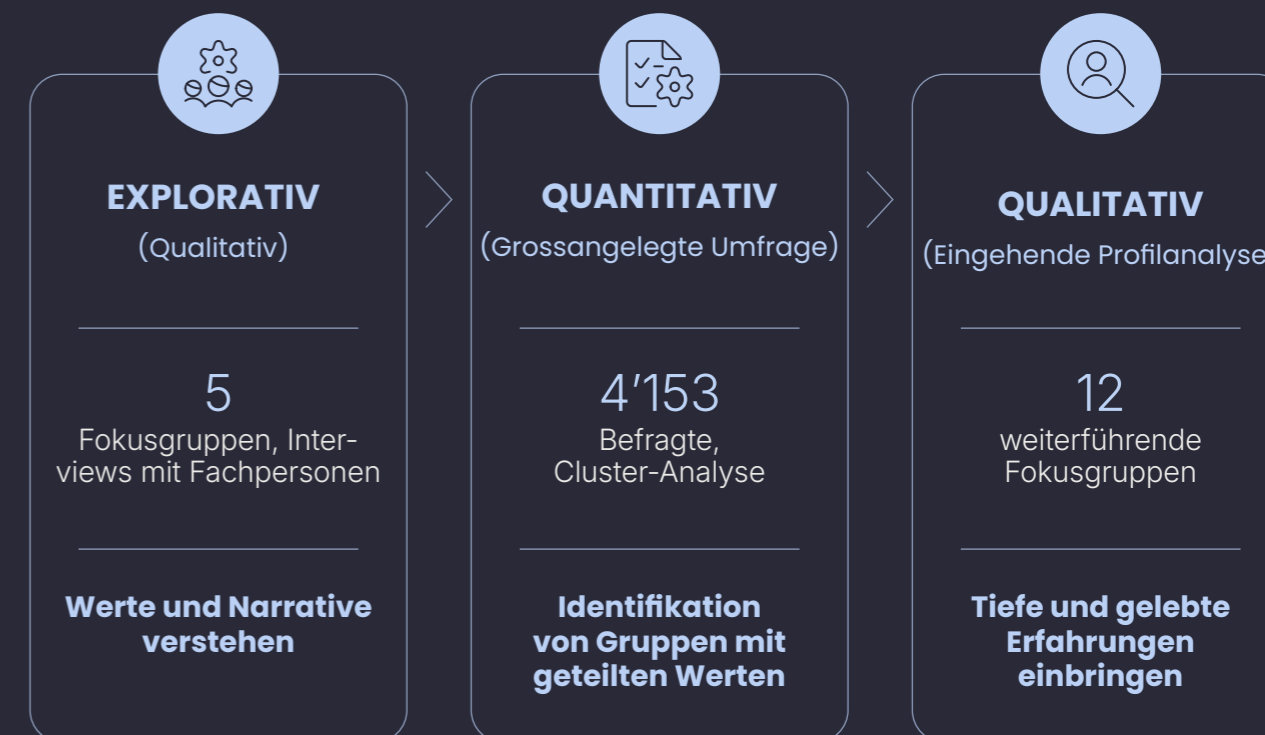 EXPLORATIV
(Qualitativ)
5
Fokusgruppen, Inter-
views mit Fachpersonen
Werte und Narrative
verstehen
QUANTITATIV
(Grossangelegte Umfrage)
4’153
Befragte,
Cluster-Analyse
Identifikation
von Gruppen mit
geteilten Werten
QUALITATIV
(Eingehende Profilanalyse
12
weiterführende
Fokusgruppen
Tiefe und gelebte
Erfahrungen
einbringen